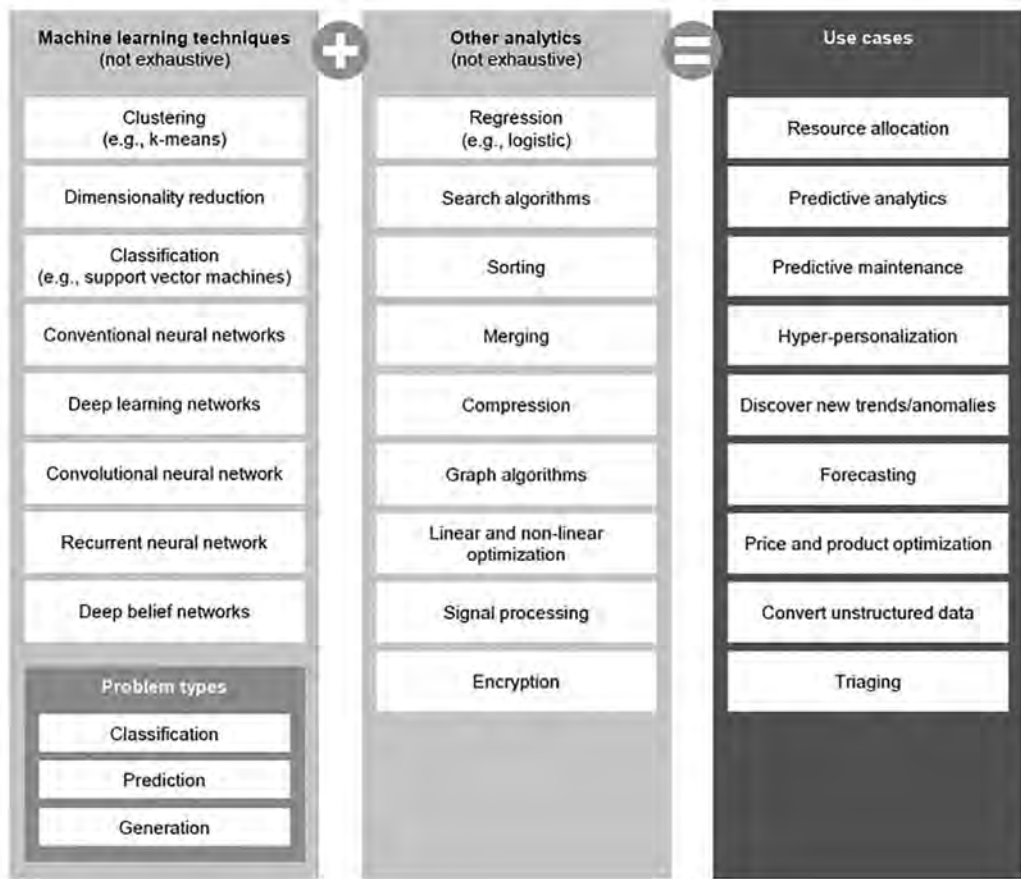 Machine learning techniques
(not exhaustive)
Clustering
(e.g., k-means)
Dimensionality reduction
Classification
(e.g., support vector machines)
Conventional neural networks
Deep learning networks
Convolutional neural network
Recurrent neural network
Deep belief networks
Problem types
Classification
Prediction
Generation
+
Other analytics
(not exhaustive)
Regression
(e.g., logistic)
Search algorithms
Sorting
Merging
Compression
Graph algorithms
Linear and non-linear
optimization
Signal processing
Encryption
=
Use cases
Resource allocation
Predictive analytics
Predictive maintenance
Hyper-personalization
Discover new trends/anomalies
Forecasting
Price and product optimization
Convert unstructured data
Triaging